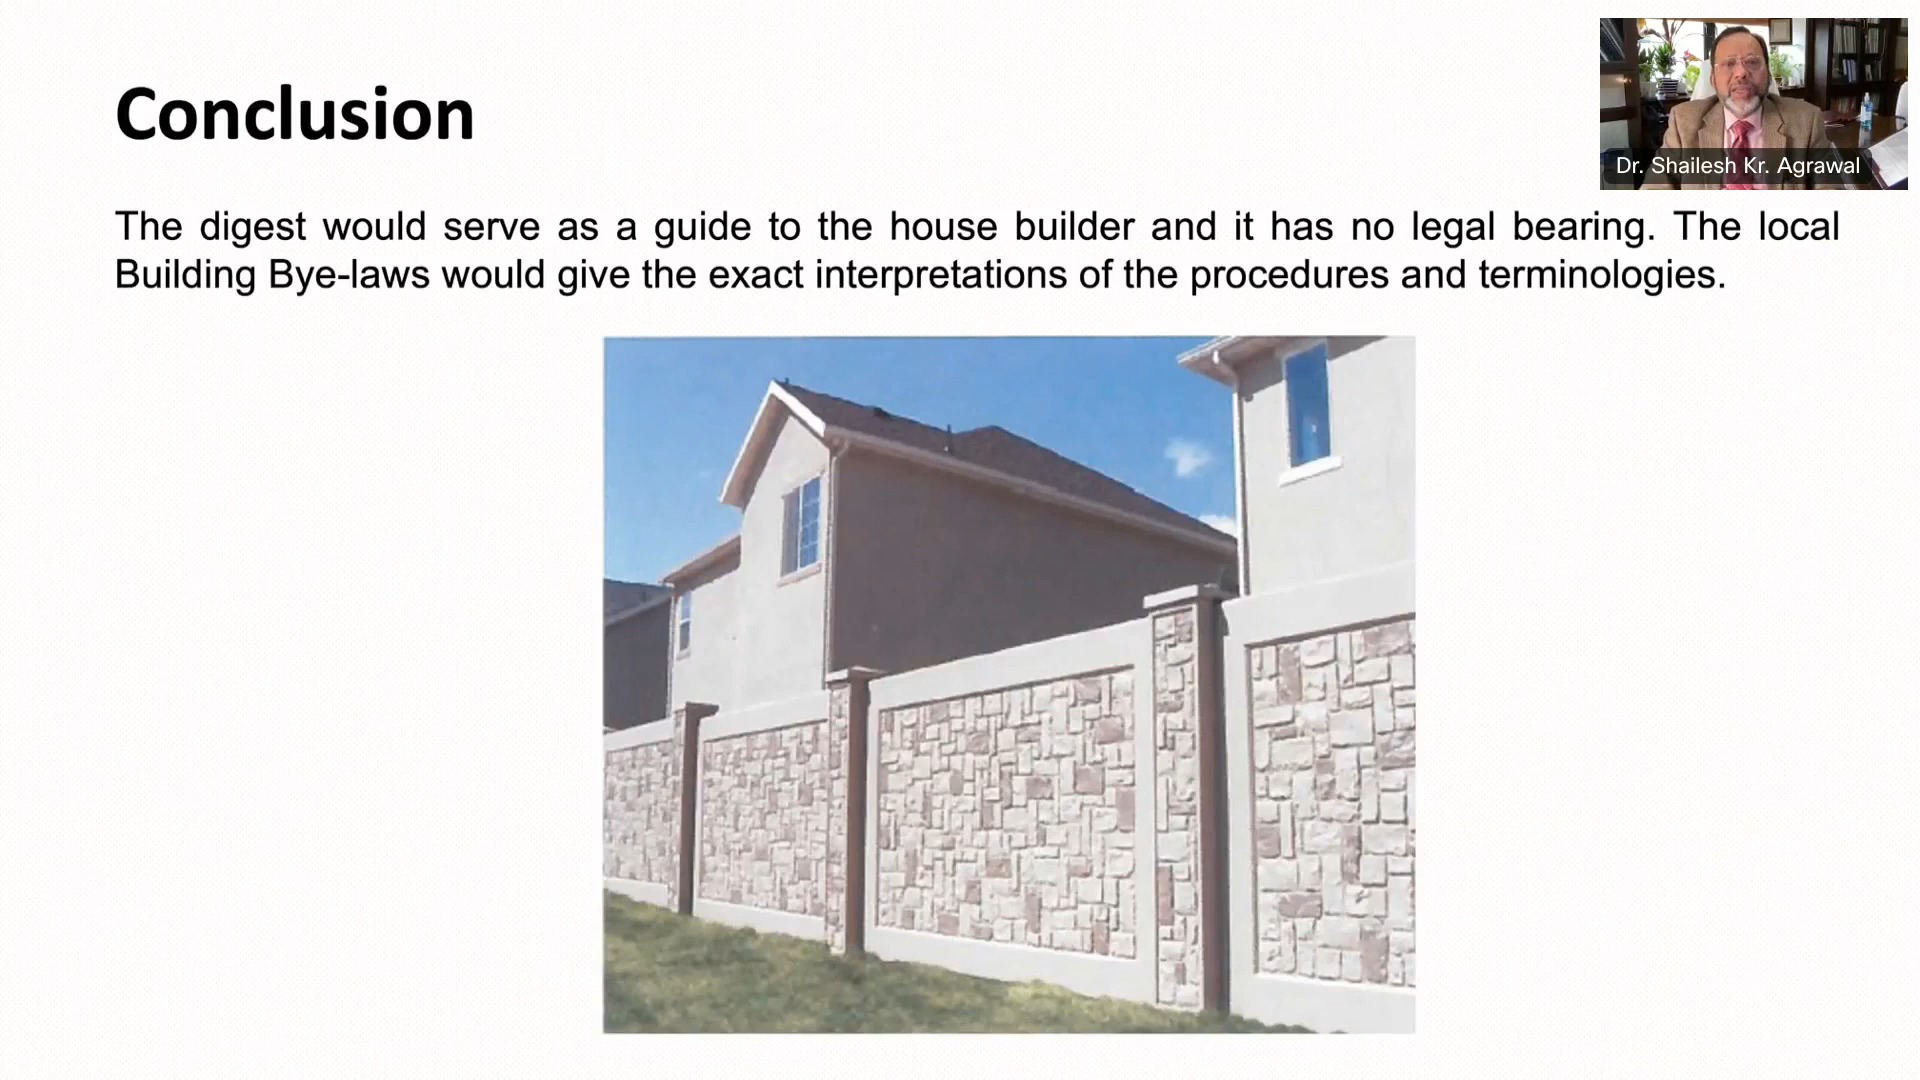 Conclusion
Dr. Shailesh Kr. Agrawal
The digest would serve as a guide to the house builder and it has no legal bearing. The local
Building Bye-laws would give the exact interpretations of the procedures and terminologies.